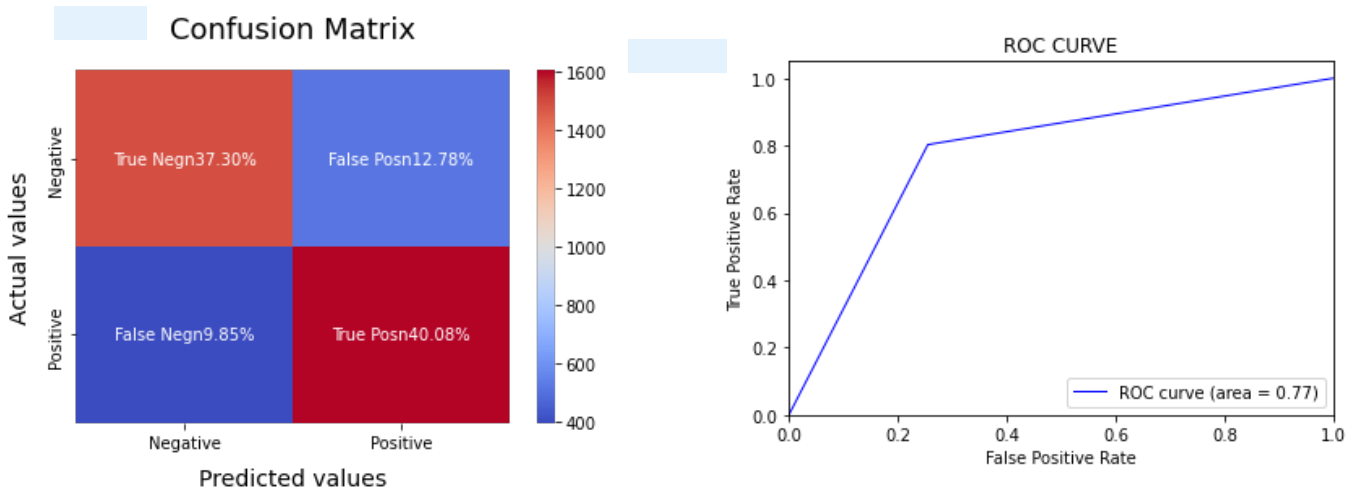 Confusion Matrix
Actual values
Negative
Positive
True Negn37.30%
False Posn12.78%
False Negn9.85%
True Posn40.08%
Negative
Positive
Predicted values
1600
1400
1200
1000
800
600
400
ROC CURVE
True Positive Rate
1.0
0.8
0.6
0.4
0.2
0.0
ROC curve (area = 0.77)
0.0
0.2
0.4
0.6
0.8
1.0
False Positive Rate